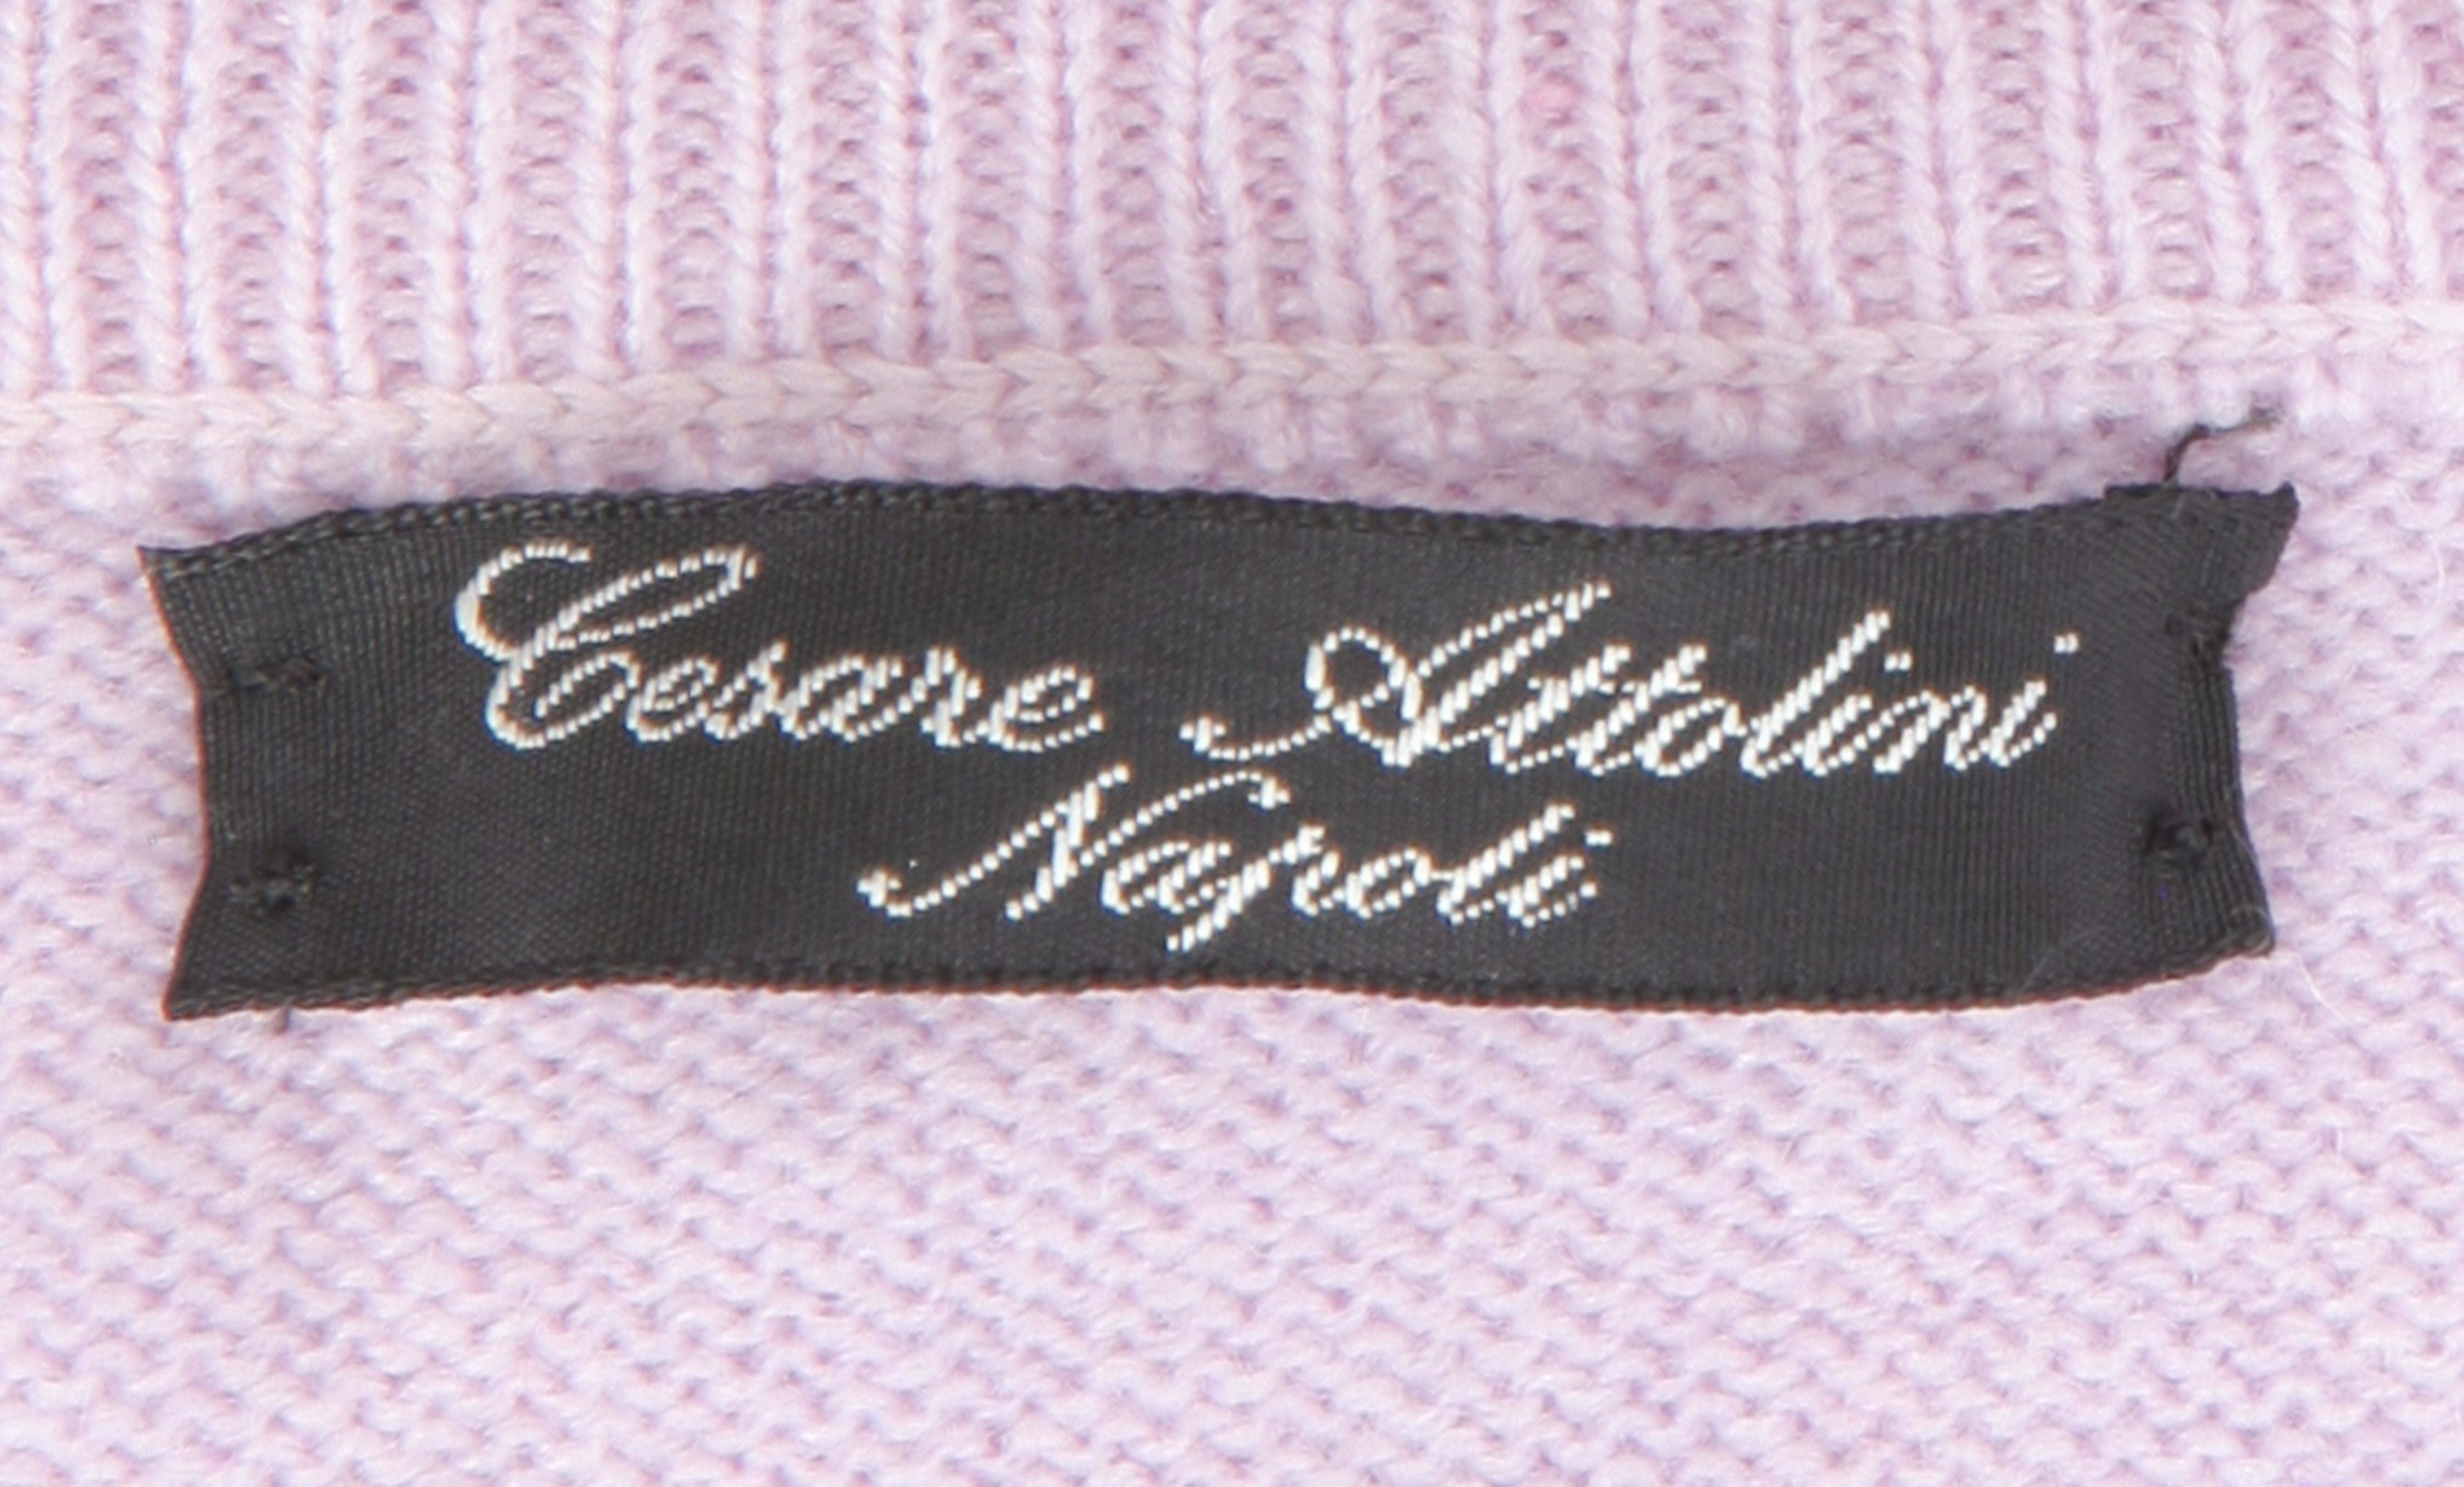 Cesare Attolini
Napoli